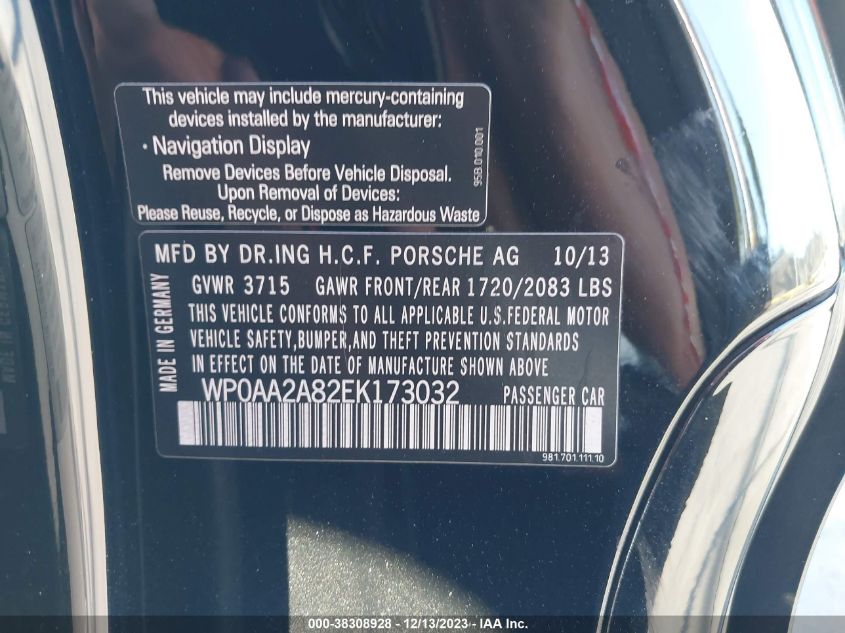 This vehicle may include mercury-containing
devices installed by the manufacturer:
· Navigation Display
Remove Devices Before Vehicle Disposal.
Upon Removal of Devices:
Please Reuse, Recycle, or Dispose as Hazardous Waste
95B.010.001
MFD BY DR.ING H.C.F. PORSCHE AG 10/13
GVWR 3715 GAWR FRONT/REAR 1720/2083 LBS
THIS VEHICLE CONFORMS TO ALL APPLICABLE U.S.FEDERAL MOTOR
VEHICLE SAFETY,BUMPER,AND THEFT PREVENTION STANDARDS
IN EFFECT ON THE DATE OF MANUFACTURE SHOWN ABOVE
MADE IN GERMANY
WP0AA2A82EK173032 PASSENGER CAR
981.701.111.10
000-38308928 - 12/13/2023 - IAA Inc.